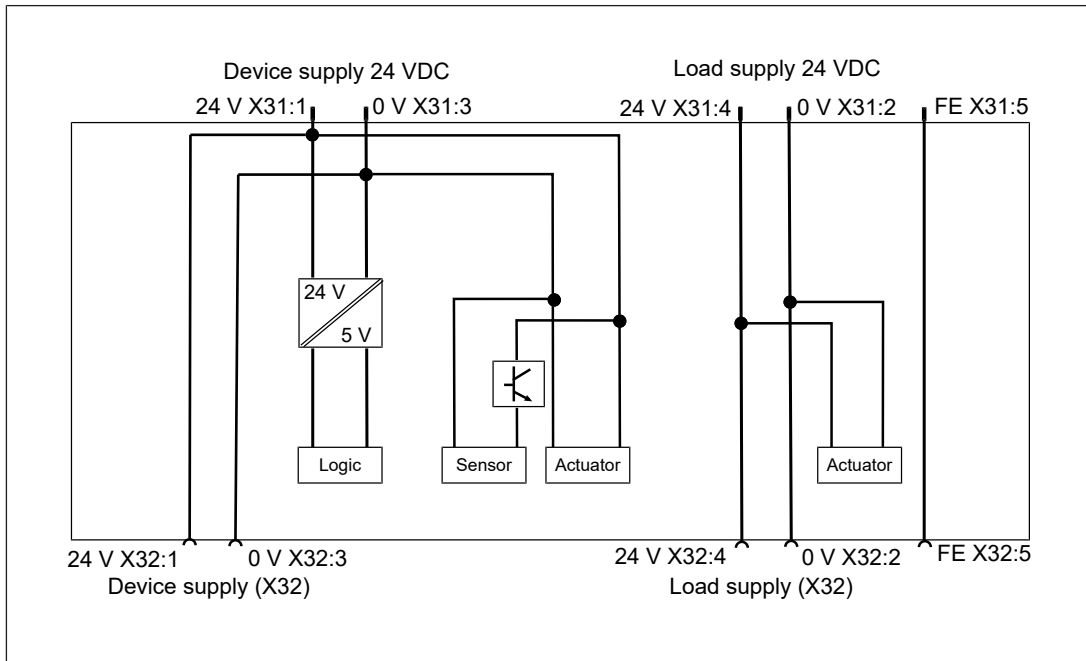 Device supply 24 VDC
Load supply 24 VDC
24 V X31:1
0 V X31:3
24 V X31:4
0 V X31:2
FE X31:5
24 V
5 V
Logic
Sensor
Actuator
Actuator
24 V X32:1
0 V X32:3
24 V X32:4
0 V X32:2
FE X32:5
Device supply (X32)
Load supply (X32)